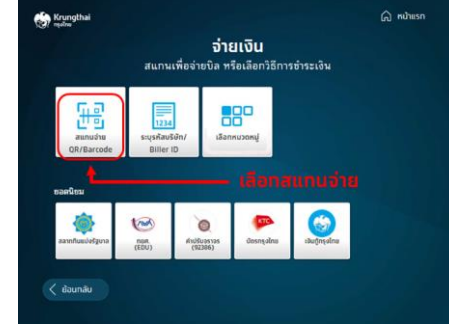 Krungthai
กรุงไทย
หน้าแรก
จ่ายเงิน
สแกนเพื่อจ่ายบิล หรือเลือกวิธีการชำระเงิน
สแกนจ่าย
QR/Barcode
1234
ระบุรหัสบริษัท/
Biller ID
เลือกหมวดหมู่
เลือกสแกนจ่าย
ยอดนิยม
สลากกินแบ่งรัฐบาล
กยศ.
(EDU)
ค่าปรับจราจร
(92386)
KTC
บัตรกรุงไทย
เงินกู้กรุงไทย
ย้อนกลับ